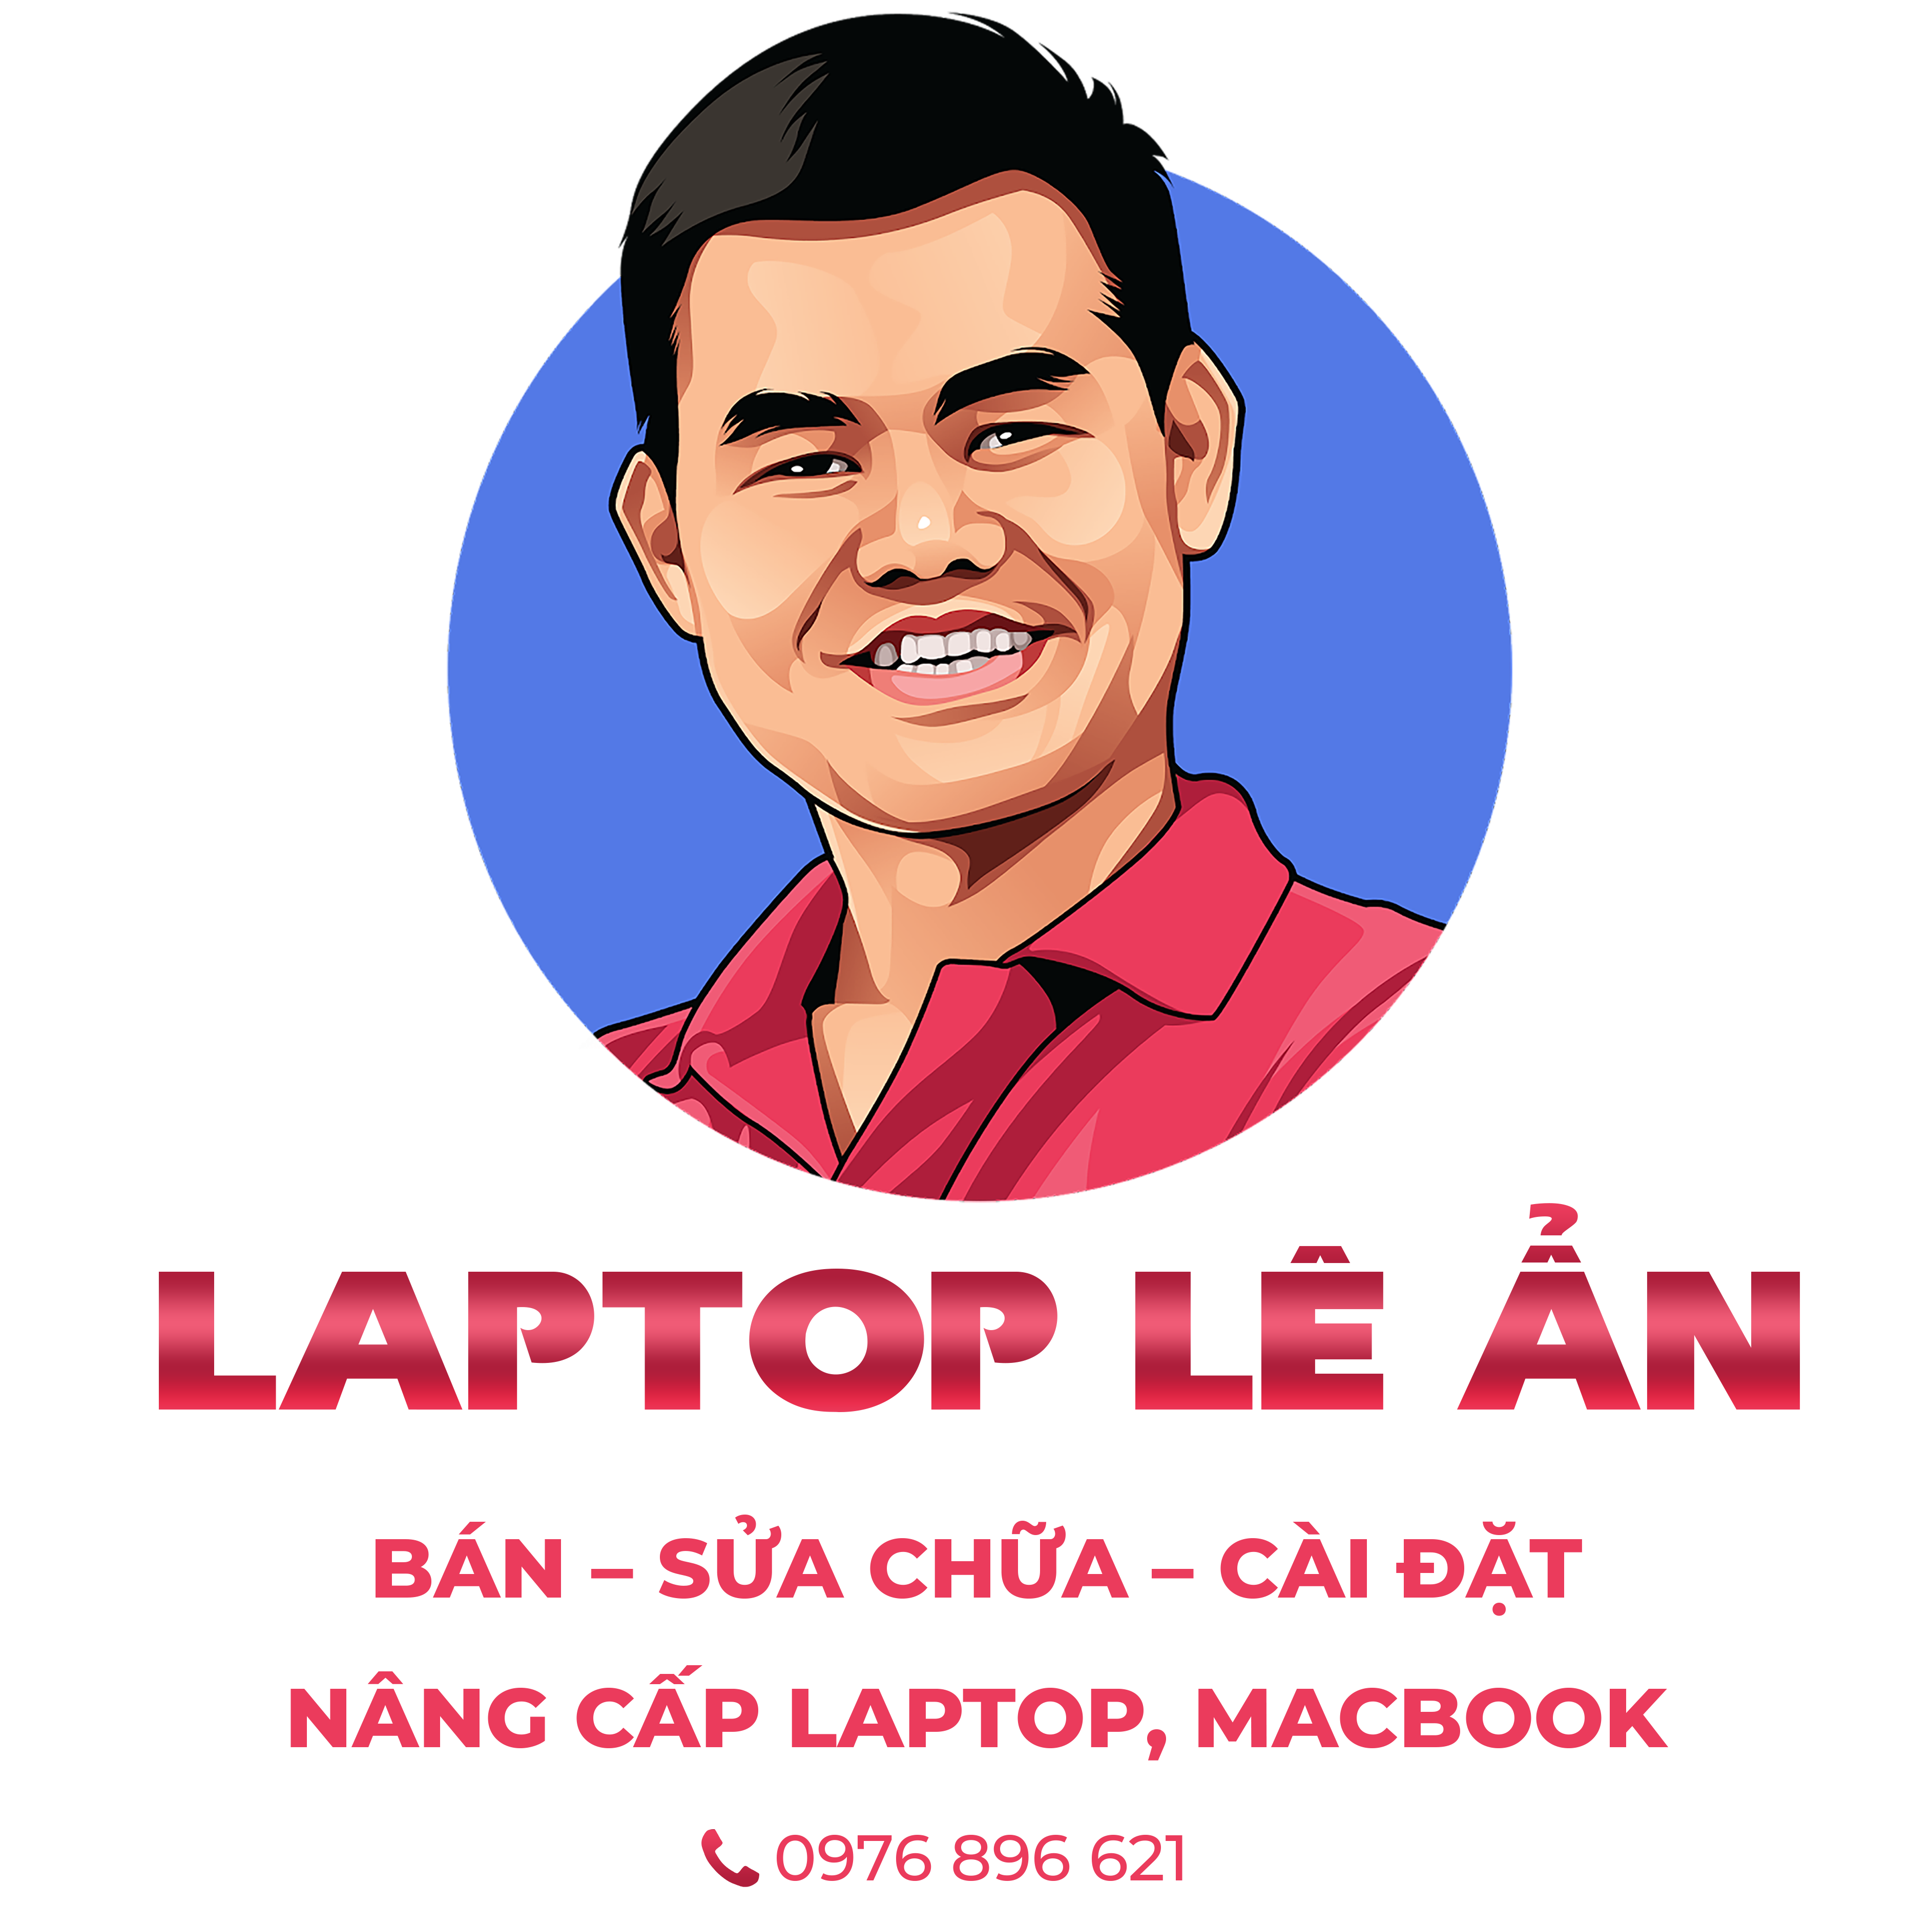 LAPTOP LÊ ẨN
BÁN – SỬA CHỮA – CÀI ĐẶT
NÂNG CẤP LAPTOP, MACBOOK
0976 896 621